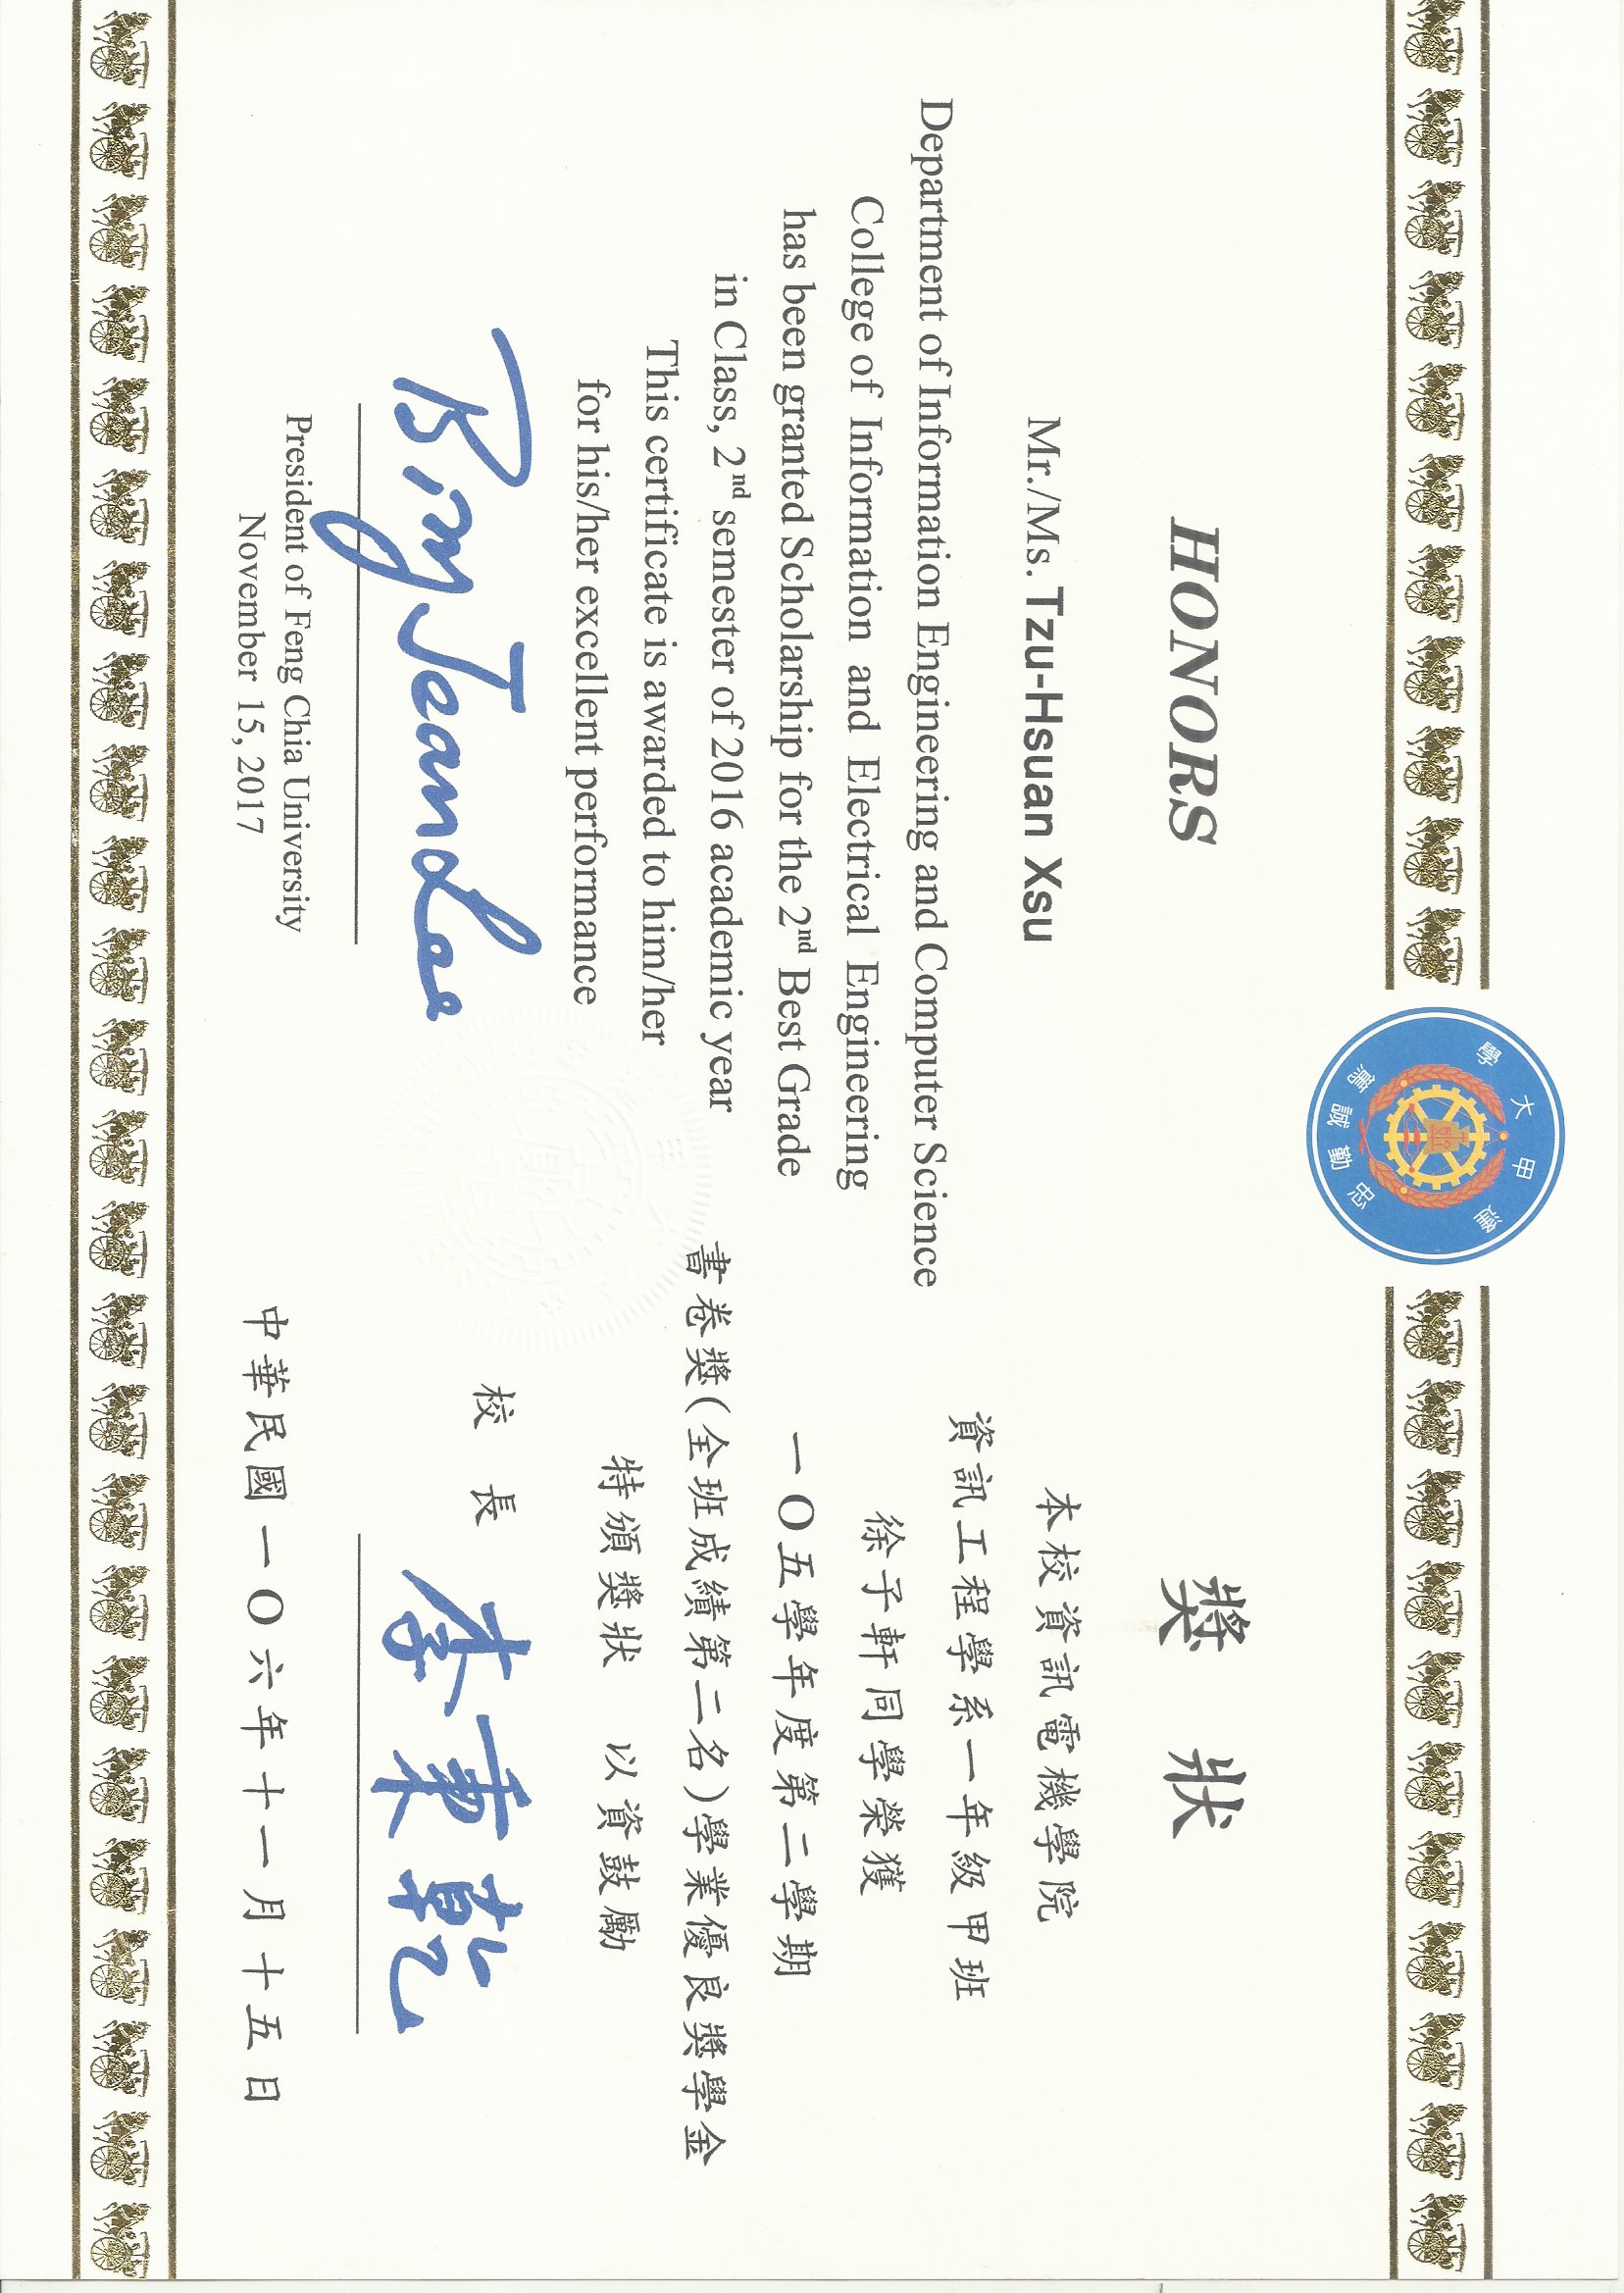 逢甲大學
忠勤誠篤
HONORS
Mr./Ms. Tzu-Hsuan Xsu
Department of Information Engineering and Computer Science
College of Information and Electrical Engineering
has been granted Scholarship for the 2nd Best Grade
in Class, 2nd semester of 2016 academic year
This certificate is awarded to him/her
for his/her excellent performance
Bing Jean Lee
President of Feng Chia University
November 15, 2017
獎狀
本校資訊電機學院
資訊工程學系一年級甲班
徐子軒同學榮獲
一O五學年度第二學期
書卷獎(全班成績第二名)學業優良獎學金
特頒獎狀 以資鼓勵
校 長 李秉乾
中華民國一O六年十一月十五日